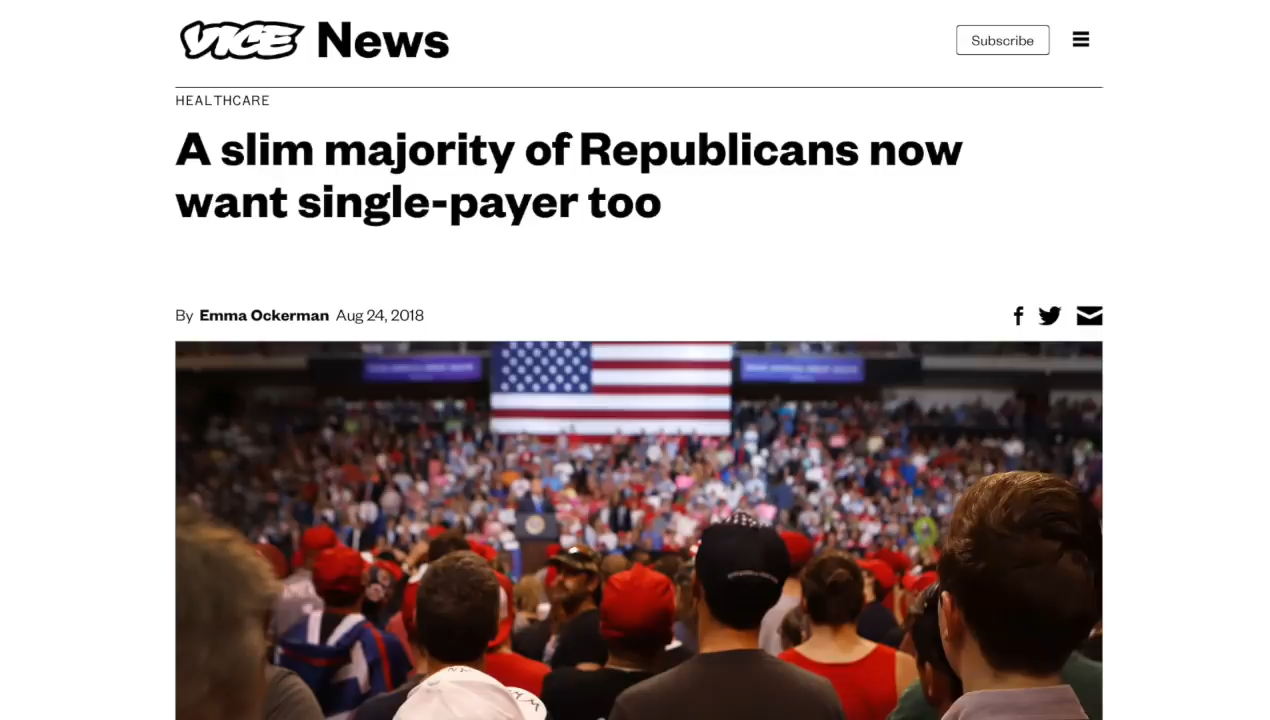 VICE News
Subscribe
HEALTHCARE
A slim majority of Republicans now
want single-payer too
By Emma Ockerman Aug 24, 2018